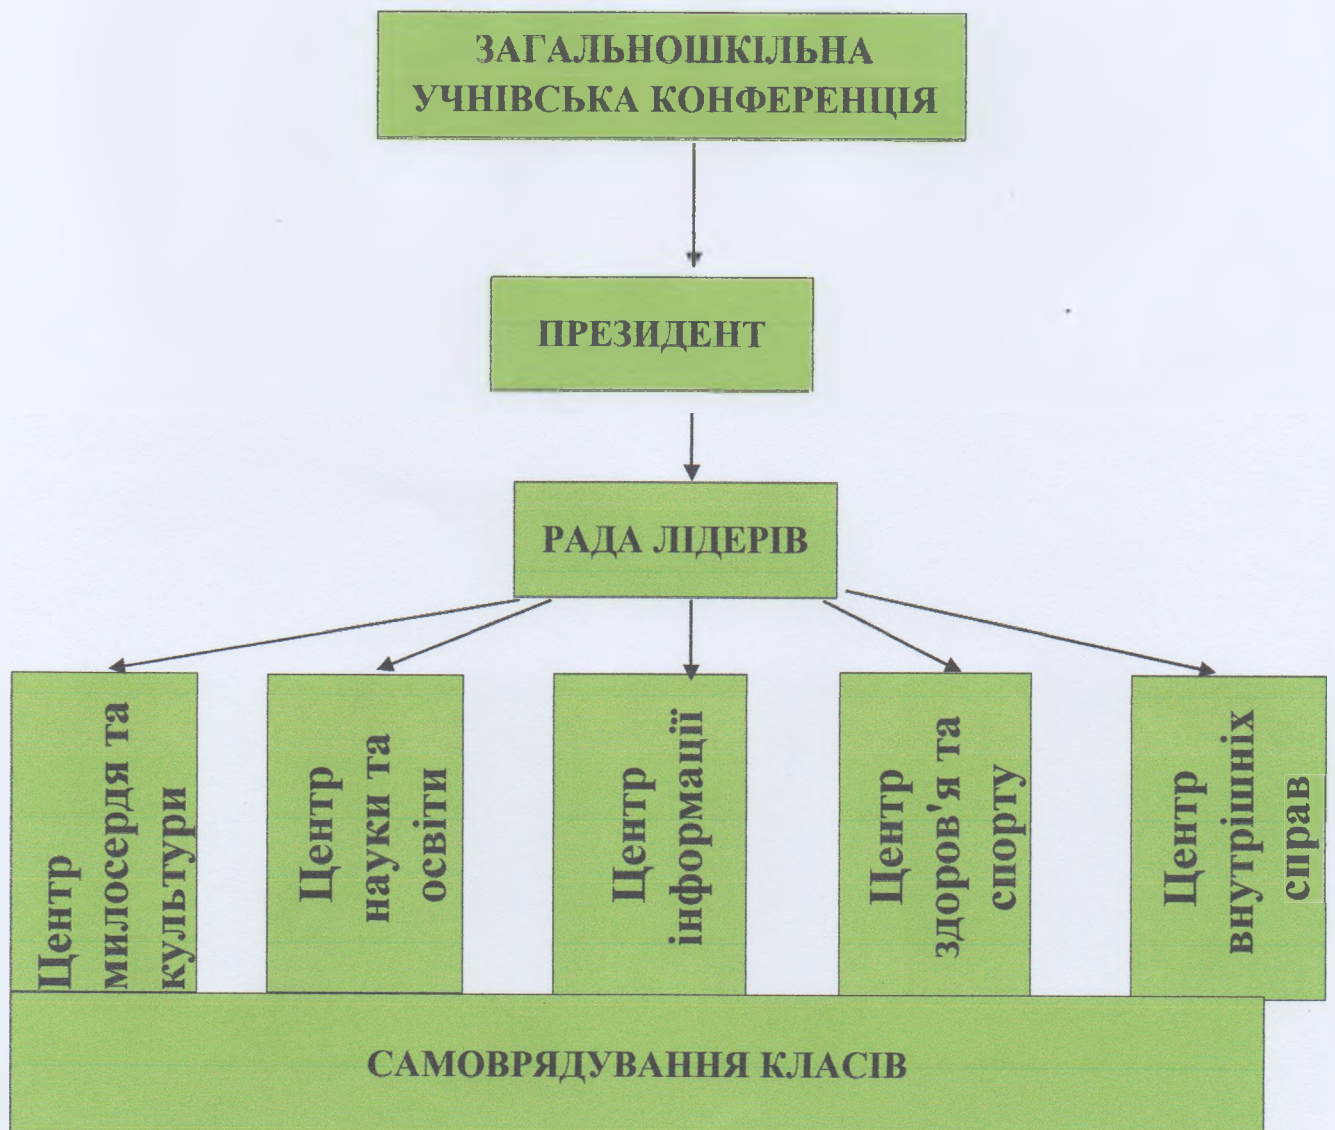 ЗАГАЛЬНОШКІЛЬНА
УЧНІВСЬКА КОНФЕРЕНЦІЯ
ПРЕЗИДЕНТ
РАДА ЛІДЕРІВ
Центр
милосердя та
культури
Центр
науки та
освіти
Центр
інформації
Центр
здоров'я та
спорту
Центр
внутрішніх
справ
САМОВРЯДУВАННЯ КЛАСІВ